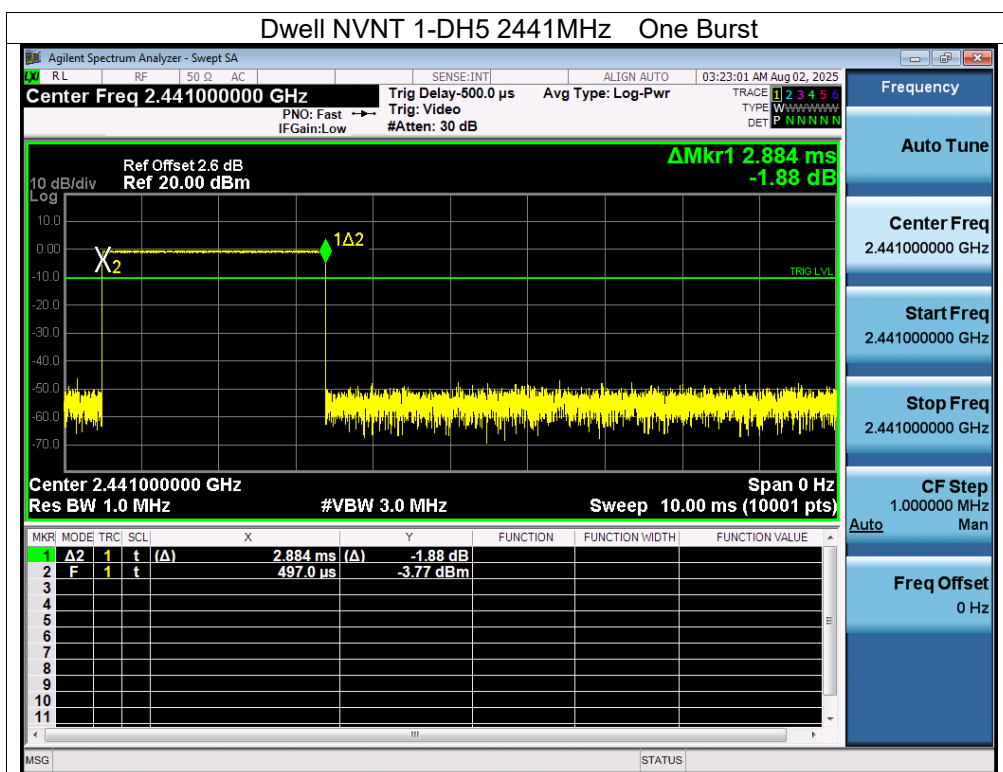 Dwell NVNT 1-DH5 2441MHz One Burst
Agilent Spectrum Analyzer - Swept SA
LXI RL RF 50 Ω AC SENSE:INT ALIGN AUTO 03:23:01 AM Aug 02, 2025
Center Freq 2.441000000 GHz Trig Delay-500.0 µs Avg Type: Log-Pwr TRACE 1 2 3 4 5 6
PNO: Fast Trig: Video TYPE WWWWWW
IFGain:Low #Atten: 30 dB DET P N N N N N
ΔMkr1 2.884 ms
-1.88 dB
Ref Offset 2.6 dB
10 dB/div Ref 20.00 dBm
Log
10.0
0.00
-10.0
-20.0
-30.0
-40.0
-50.0
-60.0
-70.0
1Δ2
X2
TRIG LVL
Center 2.441000000 GHz Span 0 Hz
Res BW 1.0 MHz #VBW 3.0 MHz Sweep 10.00 ms (10001 pts)
MKR MODE TRC SCL X Y FUNCTION FUNCTION WIDTH FUNCTION VALUE
1 Δ2 1 t (Δ) 2.884 ms (Δ) -1.88 dB
2 F 1 t 497.0 µs -3.77 dBm
3
4
5
6
7
8
9
10
11
MSG STATUS
Frequency
Auto Tune
Center Freq
2.441000000 GHz
Start Freq
2.441000000 GHz
Stop Freq
2.441000000 GHz
CF Step
1.000000 MHz
Auto Man
Freq Offset
0 Hz